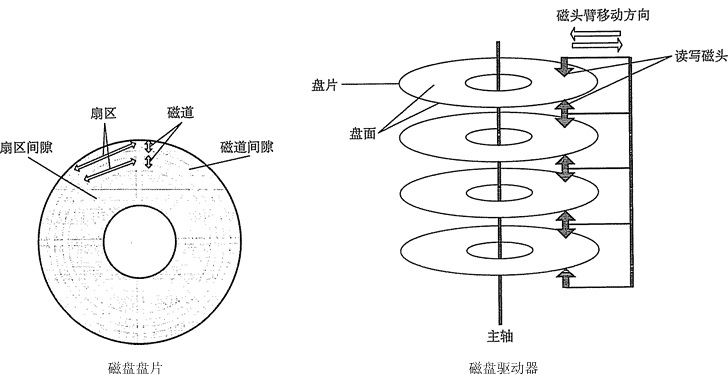 磁头臂移动方向
读写磁头
盘片
盘面
扇区
磁道
扇区间隙
磁道间隙
主轴
磁盘盘片
磁盘驱动器